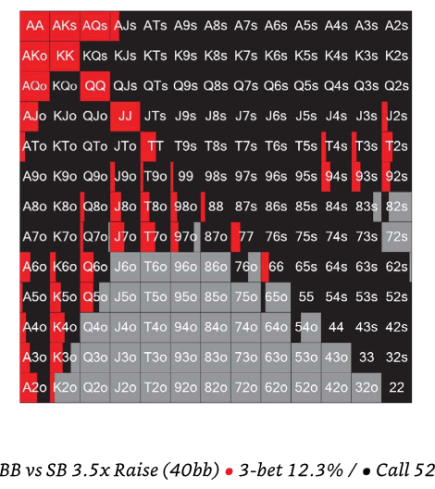 AA AKs AQs AJs ATs A9s A8s A7s A6s A5s A4s A3s A2s
AKo KK KQs KJs KTs K9s K8s K7s K6s K5s K4s K3s K2s
AQo KQo QQ QJs QTs Q9s Q8s Q7s Q6s Q5s Q4s Q3s Q2s
AJo KJo QJo JJ JTs J9s J8s J7s J6s J5s J4s J3s J2s
ATo KTo QTo JTo TT T9s T8s T7s T6s T5s T4s T3s T2s
A9o K9o Q9o J9o T9o 99 98s 97s 96s 95s 94s 93s 92s
A8o K8o Q8o J8o T8o 98o 88 87s 86s 85s 84s 83s 82s
A7o K7o Q7o J7o T7o 97o 87o 77 76s 75s 74s 73s 72s
A6o K6o Q6o J6o T6o 96o 86o 76o 66 65s 64s 63s 62s
A5o K5o Q5o J5o T5o 95o 85o 75o 65o 55 54s 53s 52s
A4o K4o Q4o J4o T4o 94o 84o 74o 64o 54o 44 43s 42s
A3o K3o Q3o J3o T3o 93o 83o 73o 63o 53o 43o 33 32s
A2o K2o Q2o J2o T2o 92o 82o 72o 62o 52o 42o 32o 22
BB vs SB 3.5x Raise (40bb) • 3-bet 12.3% / • Call 52